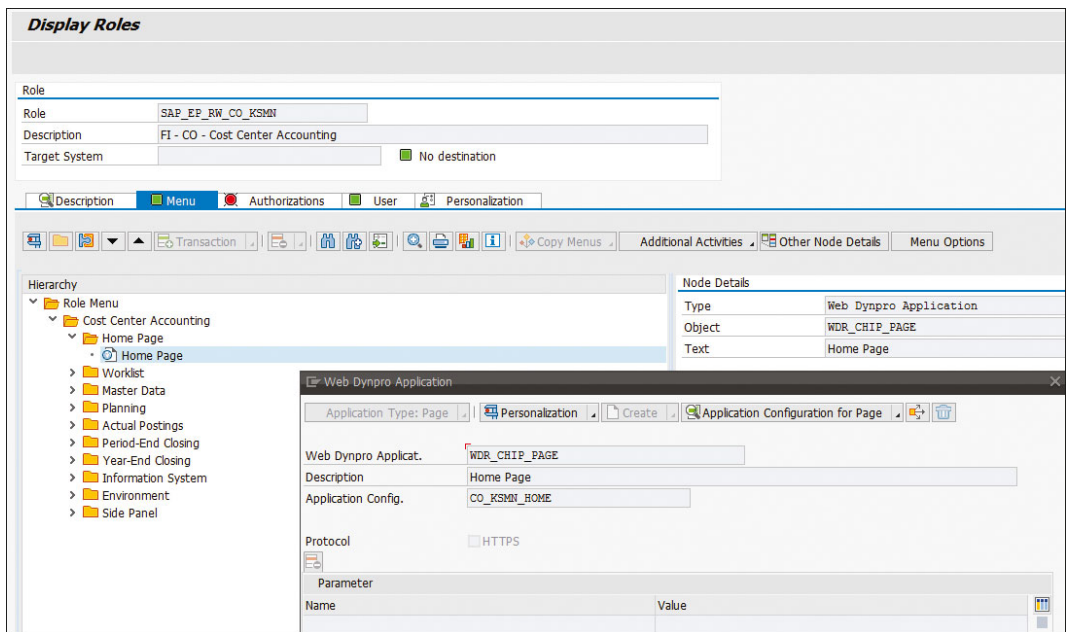 Display Roles
Role
Role SAP_EP_RW_CO_KSMN
Description FI - CO - Cost Center Accounting
Target System No destination
Description Menu Authorizations User Personalization
Transaction Copy Menus Additional Activities Other Node Details Menu Options
Hierarchy
Role Menu
Cost Center Accounting
Home Page
Home Page
Worklist
Master Data
Planning
Actual Postings
Period-End Closing
Year-End Closing
Information System
Environment
Side Panel
Node Details
Type Web Dynpro Application
Object WDR_CHIP_PAGE
Text Home Page
Web Dynpro Application
Application Type: Page Personalization Create Application Configuration for Page
Web Dynpro Applicat. WDR_CHIP_PAGE
Description Home Page
Application Config. CO_KSMN_HOME
Protocol HTTPS
Parameter
Name Value